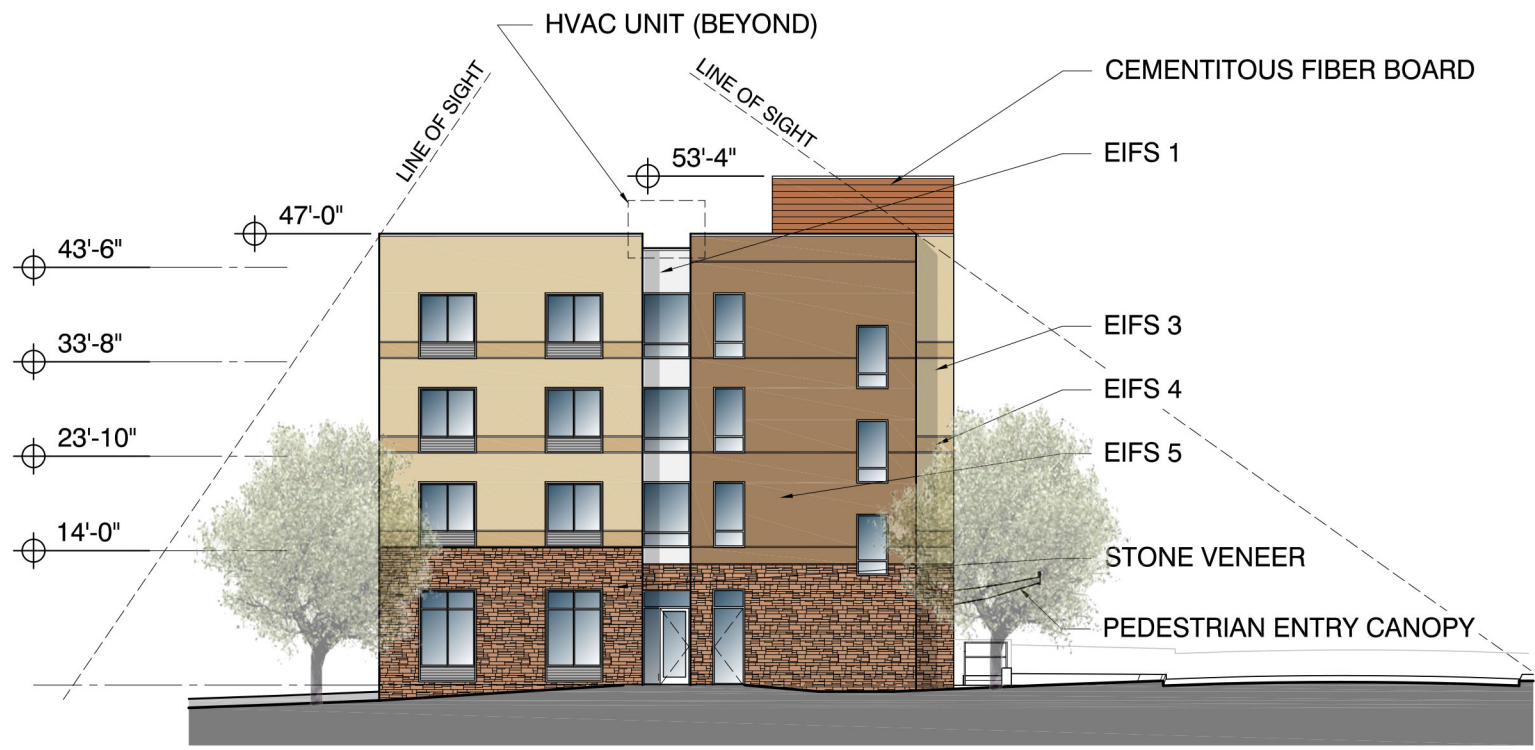 HVAC UNIT (BEYOND)
LINE OF SIGHT
LINE OF SIGHT
CEMENTITOUS FIBER BOARD
53'-4"
EIFS 1
47'-0"
43'-6"
EIFS 3
33'-8"
EIFS 4
23'-10"
EIFS 5
14'-0"
STONE VENEER
PEDESTRIAN ENTRY CANOPY